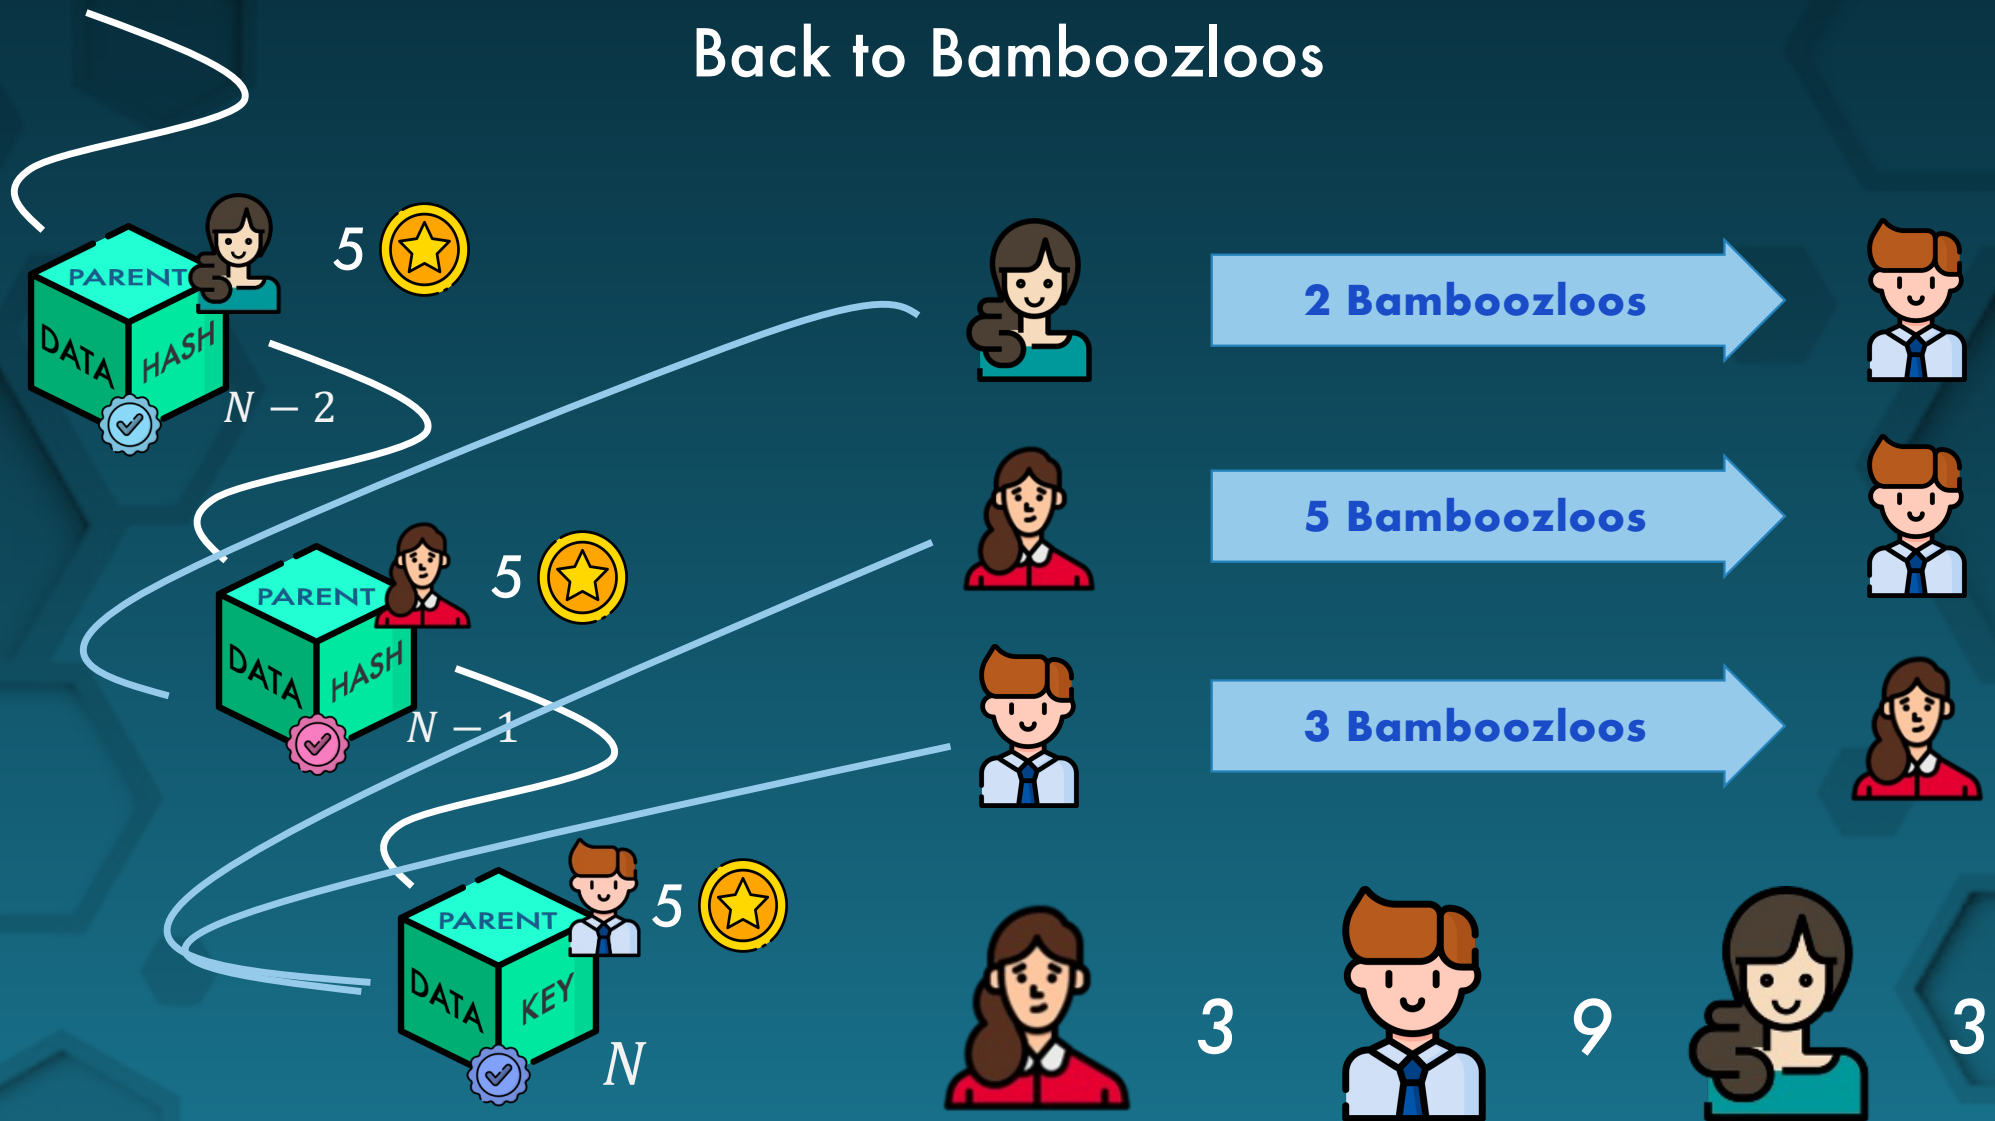 Back to Bamboozloos
5
PARENT
DATA
HASH
N − 2
2 Bamboozloos
5 Bamboozloos
5
PARENT
DATA
HASH
N − 1
3 Bamboozloos
5
PARENT
DATA
KEY
N
3
9
3